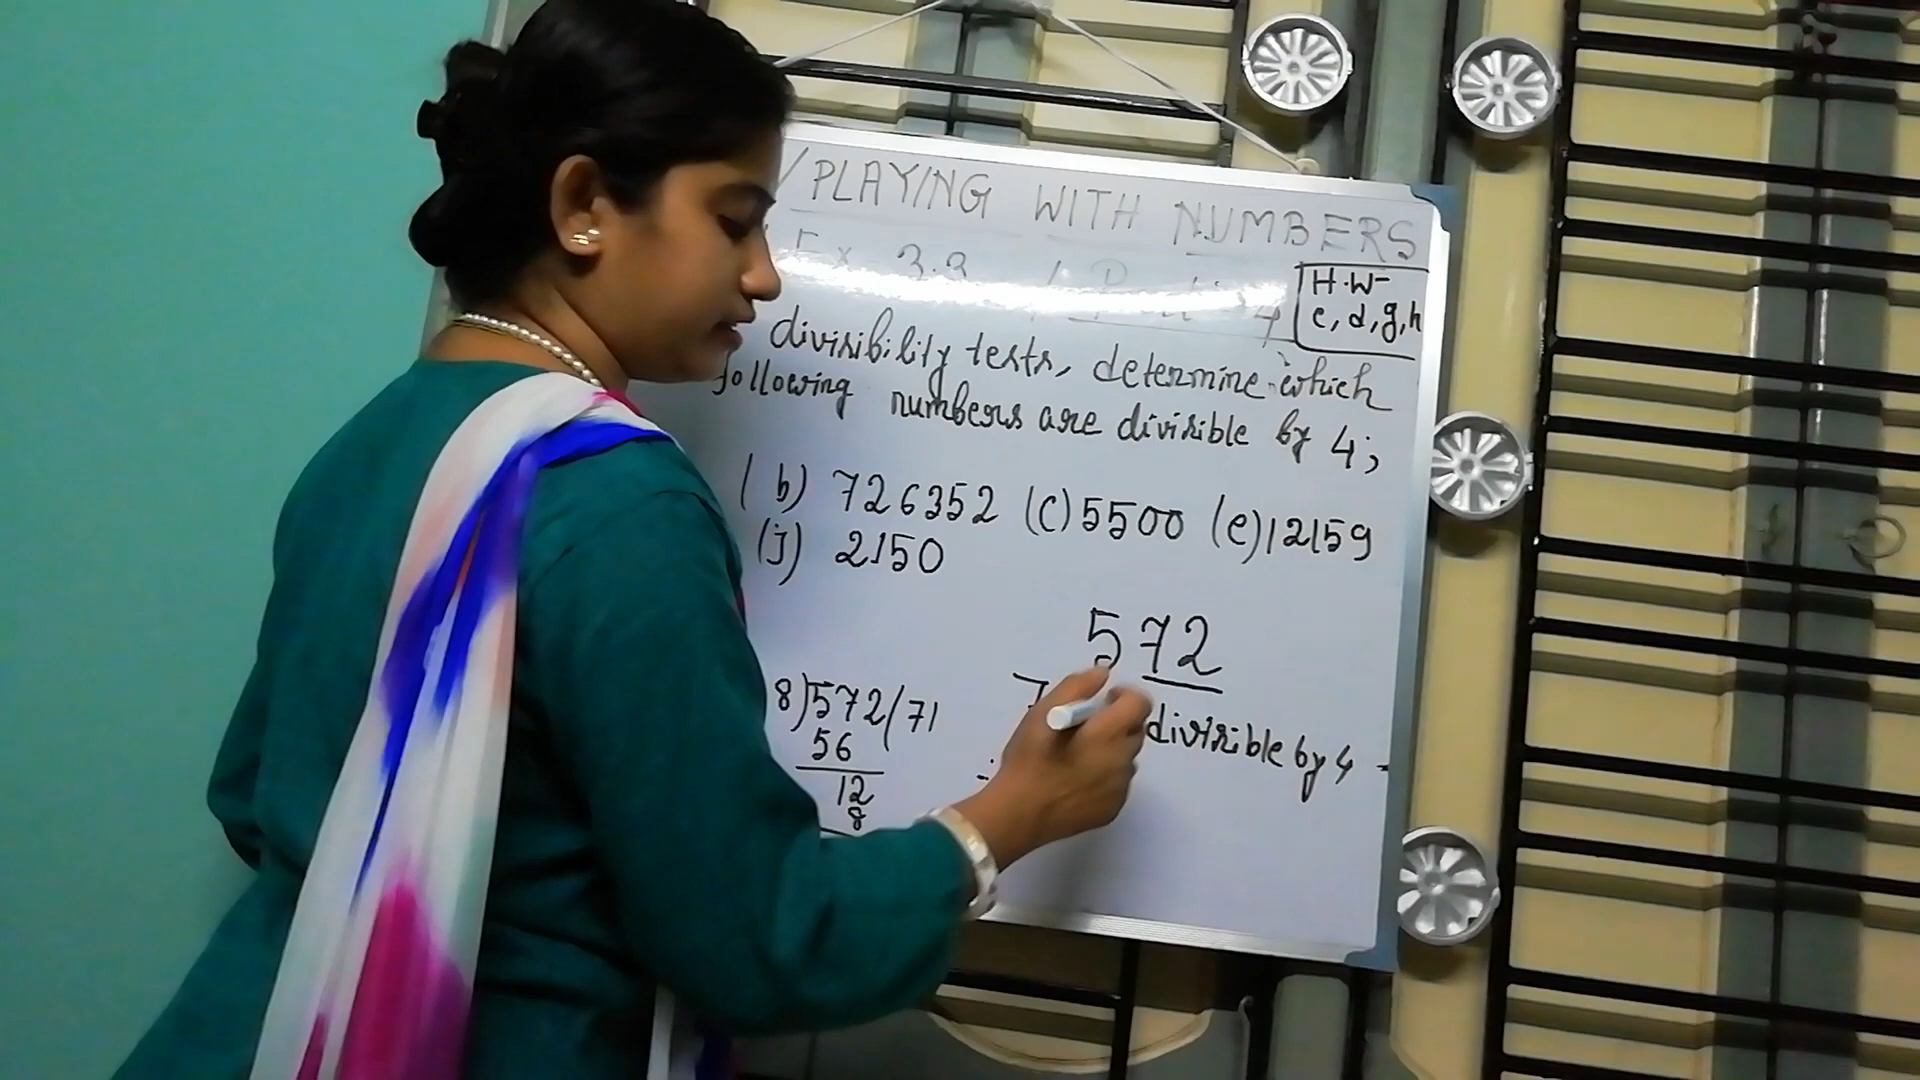 / PLAYING WITH NUMBERS
Ex 3.3
H.W-
c, d, g, h
divisibility tests, determine which
following numbers are divisible by 4;
(b) 726352 (c) 5500 (e) 12159
(j) 2150
572
8)572(71
56
12
8
7
divisible by 4